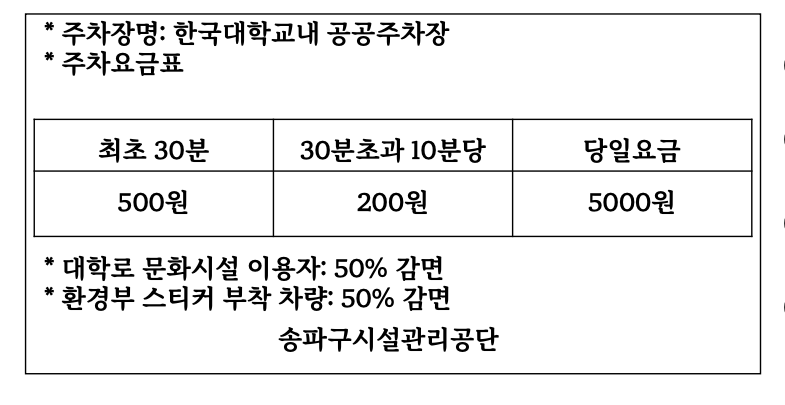 * 주차장명: 한국대학교내 공공주차장
* 주차요금표
최초 30분 30분초과 10분당 당일요금
500원 200원 5000원
* 대학로 문화시설 이용자: 50% 감면
* 환경부 스티커 부착 차량: 50% 감면
송파구시설관리공단